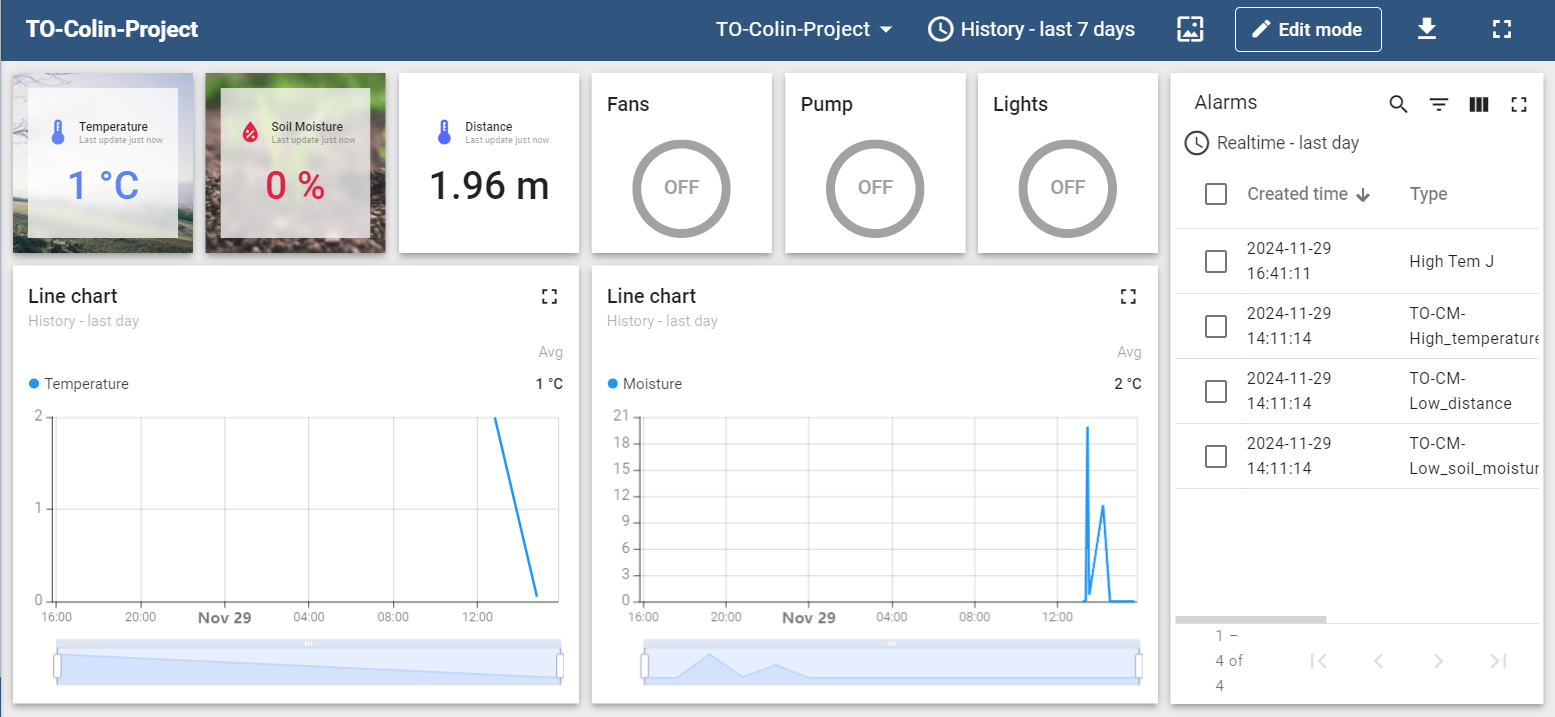 TO-Colin-Project
TO-Colin-Project
History - last 7 days
Edit mode
Temperature
Last update just now
1 °C
Soil Moisture
Last update just now
0 %
Distance
Last update just now
1.96 m
Fans
OFF
Pump
OFF
Lights
OFF
Line chart
History - last day
Avg
Temperature
1 °C
2
1
0
16:00
20:00
Nov 29
04:00
08:00
12:00
Line chart
History - last day
Avg
Moisture
2 °C
21
18
15
12
9
6
3
0
16:00
20:00
Nov 29
04:00
08:00
12:00
Alarms
Realtime - last day
Created time
Type
2024-11-29
16:41:11
High Tem J
2024-11-29
14:11:14
TO-CM-
High_temperature
2024-11-29
14:11:14
TO-CM-
Low_distance
2024-11-29
14:11:14
TO-CM-
Low_soil_moistur
1 –
4 of
4